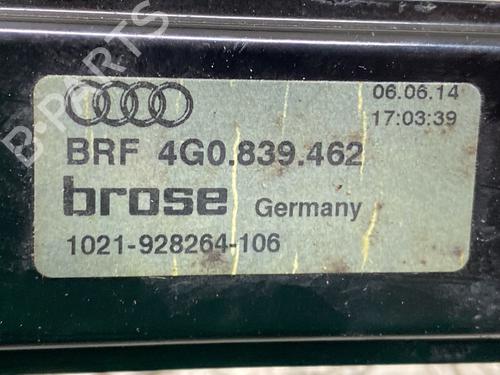 06.06.14
17:03:39
BRF 4G0.839.462
brose Germany
1021-928264-106
B-PARTS